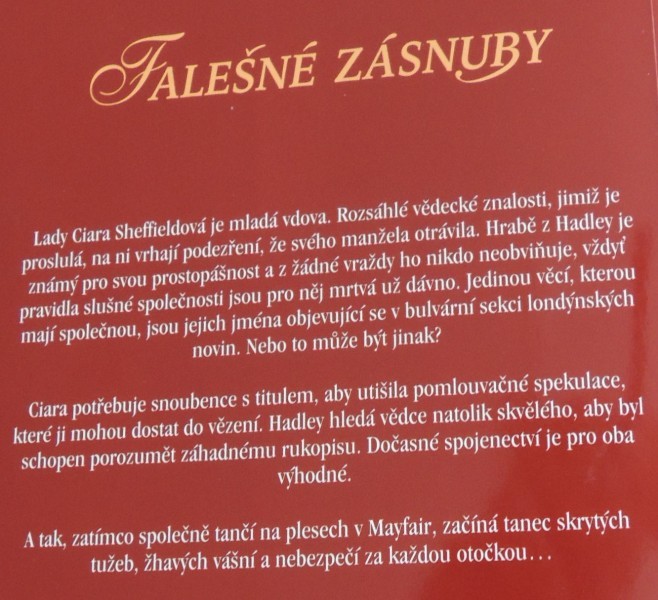 FALEŠNÉ ZÁSNUBY
Lady Ciara Sheffieldová je mladá vdova. Rozsáhlé vědecké znalosti, jimiž je
proslulá, na ni vrhají podezření, že svého manžela otrávila. Hrabě z Hadley je
známý pro svou prostopášnost a z žádné vraždy ho nikdo neobviňuje, vždyť
pravidla slušné společnosti jsou pro něj mrtvá už dávno. Jedinou věcí, kterou
mají společnou, jsou jejich jména objevující se v bulvární sekci londýnských
novin. Nebo to může být jinak?
Ciara potřebuje snoubence s titulem, aby utišila pomlouvačné spekulace,
které ji mohou dostat do vězení. Hadley hledá vědce natolik skvělého, aby byl
schopen porozumět záhadnému rukopisu. Dočasné spojenectví je pro oba
výhodné.
A tak, zatímco společně tančí na plesech v Mayfair, začíná tanec skrytých
tužeb, žhavých vášní a nebezpečí za každou otočkou…